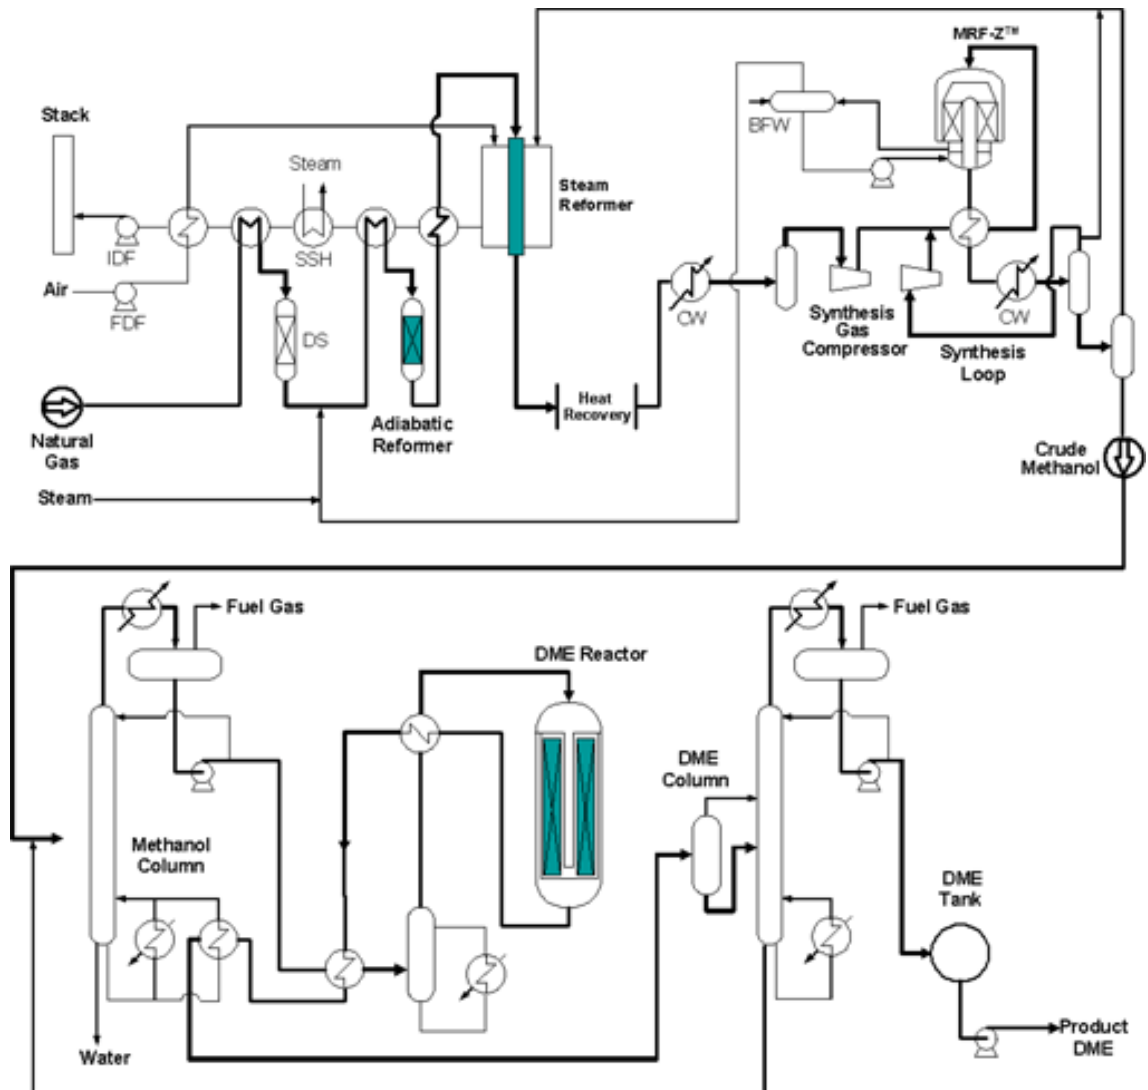 MRF-Z™
Stack
BFW
Steam
Steam
Reformer
IDF
SSH
Air
FDF
DS
CW
CW
Synthesis
Gas
Compressor
Synthesis
Loop
Adiabatic
Reformer
Heat
Recovery
Natural
Gas
Crude
Methanol
Steam
Fuel Gas
Fuel Gas
DME Reactor
DME
Column
Methanol
Column
DME
Tank
Water
Product
DME